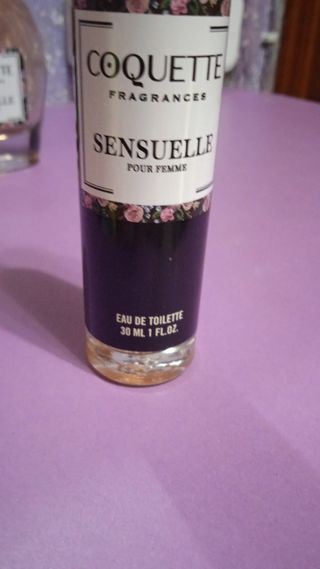 COQUETTE
FRAGRANCES
SENSUELLE
POUR FEMME
EAU DE TOILETTE
30 ML 1 FL.OZ.